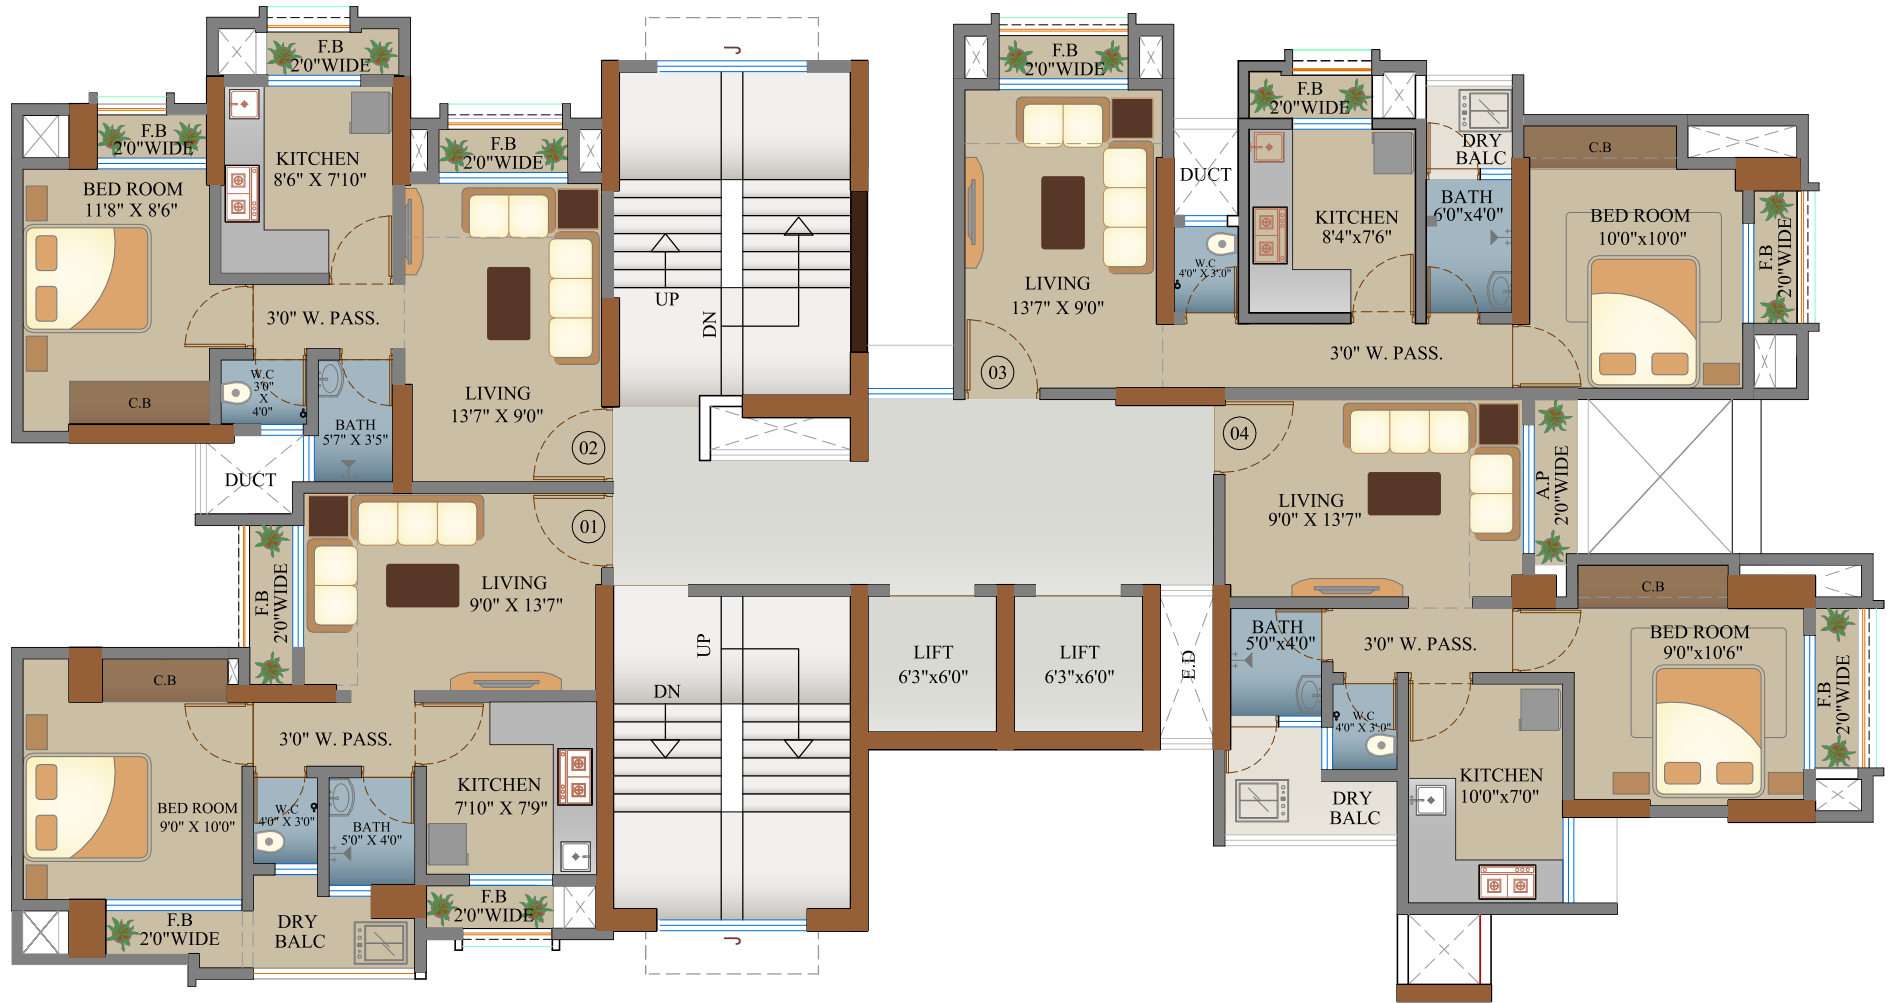 F.B
2'0"WIDE
F.B
2'0"WIDE
BED ROOM
11'8" X 8'6"
KITCHEN
8'6" X 7'10"
F.B
2'0"WIDE
3'0" W. PASS.
W.C
3'0"
X
4'0"
C.B
BATH
5'7" X 3'5"
DUCT
LIVING
13'7" X 9'0"
02
UP
DN
F.B
2'0"WIDE
LIVING
13'7" X 9'0"
03
DUCT
W.C
4'0" X 3'0"
F.B
2'0"WIDE
KITCHEN
8'4"x7'6"
DRY
BALC
BATH
6'0"x4'0"
C.B
BED ROOM
10'0"x10'0"
F.B
2'0"WIDE
3'0" W. PASS.
01
LIVING
9'0" X 13'7"
F.B
2'0"WIDE
C.B
3'0" W. PASS.
BED ROOM
9'0" X 10'0"
W.C
4'0" X 3'0"
BATH
5'0" X 4'0"
KITCHEN
7'10" X 7'9"
F.B
2'0"WIDE
F.B
2'0"WIDE
DRY
BALC
UP
DN
LIFT
6'3"x6'0"
LIFT
6'3"x6'0"
E.D
04
LIVING
9'0" X 13'7"
A.P
2'0"WIDE
C.B
BATH
5'0"x4'0"
3'0" W. PASS.
BED ROOM
9'0"x10'6"
F.B
2'0"WIDE
W.C
4'0" X 3'0"
KITCHEN
10'0"x7'0"
DRY
BALC